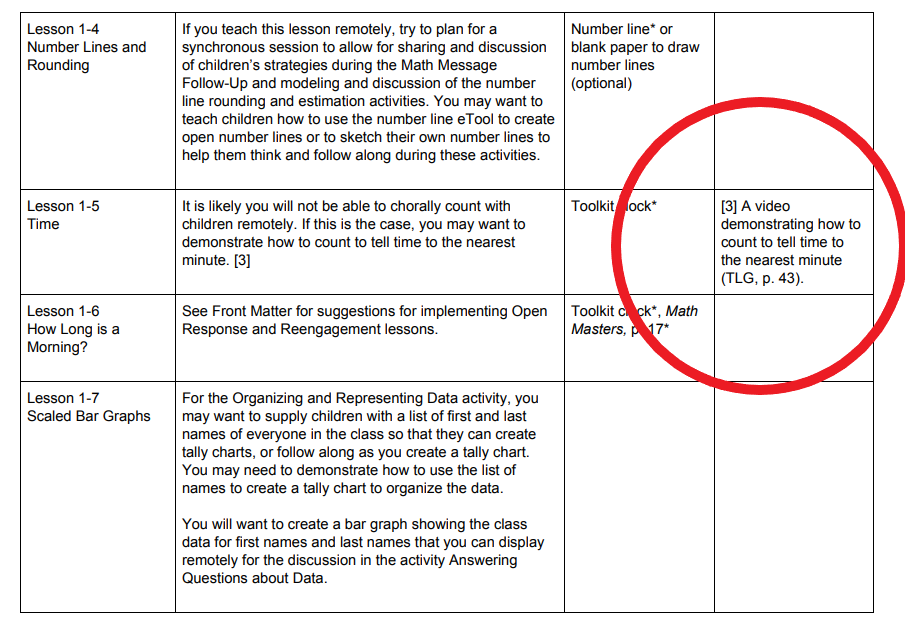 Lesson 1-4
Number Lines and
Rounding
If you teach this lesson remotely, try to plan for a
synchronous session to allow for sharing and discussion
of children's strategies during the Math Message
Follow-Up and modeling and discussion of the number
line rounding and estimation activities. You may want to
teach children how to use the number line eTool to create
open number lines or to sketch their own number lines to
help them think and follow along during these activities.
Number line* or
blank paper to draw
number lines
(optional)
Lesson 1-5
Time
It is likely you will not be able to chorally count with
children remotely. If this is the case, you may want to
demonstrate how to count to tell time to the nearest
minute. [3]
Toolkit clock*
[3] A video
demonstrating how to
count to tell time to
the nearest minute
(TLG, p. 43).
Lesson 1-6
How Long is a
Morning?
See Front Matter for suggestions for implementing Open
Response and Reengagement lessons.
Toolkit clock*, Math
Masters, p. 17*
Lesson 1-7
Scaled Bar Graphs
For the Organizing and Representing Data activity, you
may want to supply children with a list of first and last
names of everyone in the class so that they can create
tally charts, or follow along as you create a tally chart.
You may need to demonstrate how to use the list of
names to create a tally chart to organize the data.
You will want to create a bar graph showing the class
data for first names and last names that you can display
remotely for the discussion in the activity Answering
Questions about Data.